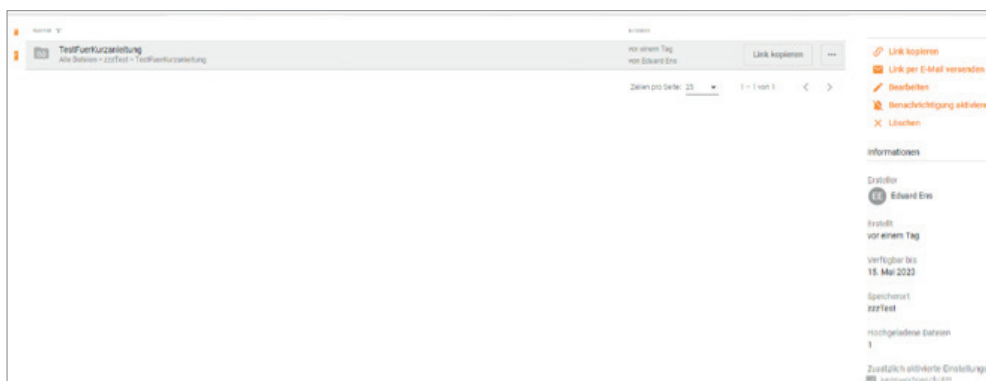 Name
Erstellt
TestFuerKurzanleitung
Alle Dateien • zzzTest • TestFuerKurzanleitung
vor einem Tag
von Eduard Ens
Link kopieren
Zeilen pro Seite: 25
1 – 1 von 1
Link kopieren
Link per E-Mail versenden
Bearbeiten
Benachrichtigung aktiviere
Löschen
Informationen
Ersteller
EE Eduard Ens
Erstellt
vor einem Tag
Verfügbar bis
15. Mai 2023
Speicherort
zzzTest
Hochgeladene Dateien
1
Zusätzlich aktivierte Einstellung